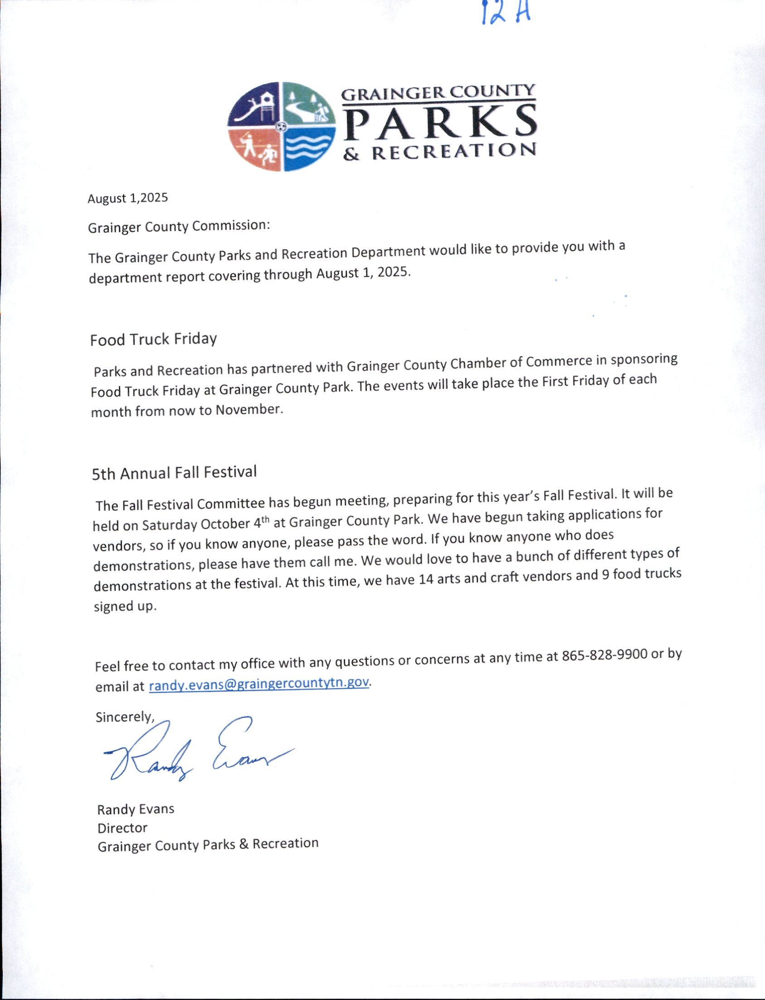 12 A
GRAINGER COUNTY
PARKS
& RECREATION
August 1,2025
Grainger County Commission:
The Grainger County Parks and Recreation Department would like to provide you with a
department report covering through August 1, 2025.
Food Truck Friday
Parks and Recreation has partnered with Grainger County Chamber of Commerce in sponsoring
Food Truck Friday at Grainger County Park. The events will take place the First Friday of each
month from now to November.
5th Annual Fall Festival
The Fall Festival Committee has begun meeting, preparing for this year’s Fall Festival. It will be
held on Saturday October 4th at Grainger County Park. We have begun taking applications for
vendors, so if you know anyone, please pass the word. If you know anyone who does
demonstrations, please have them call me. We would love to have a bunch of different types of
demonstrations at the festival. At this time, we have 14 arts and craft vendors and 9 food trucks
signed up.
Feel free to contact my office with any questions or concerns at any time at 865-828-9900 or by
email at randy.evans@graingercountytn.gov.
Sincerely,
Randy Evans
Randy Evans
Director
Grainger County Parks & Recreation